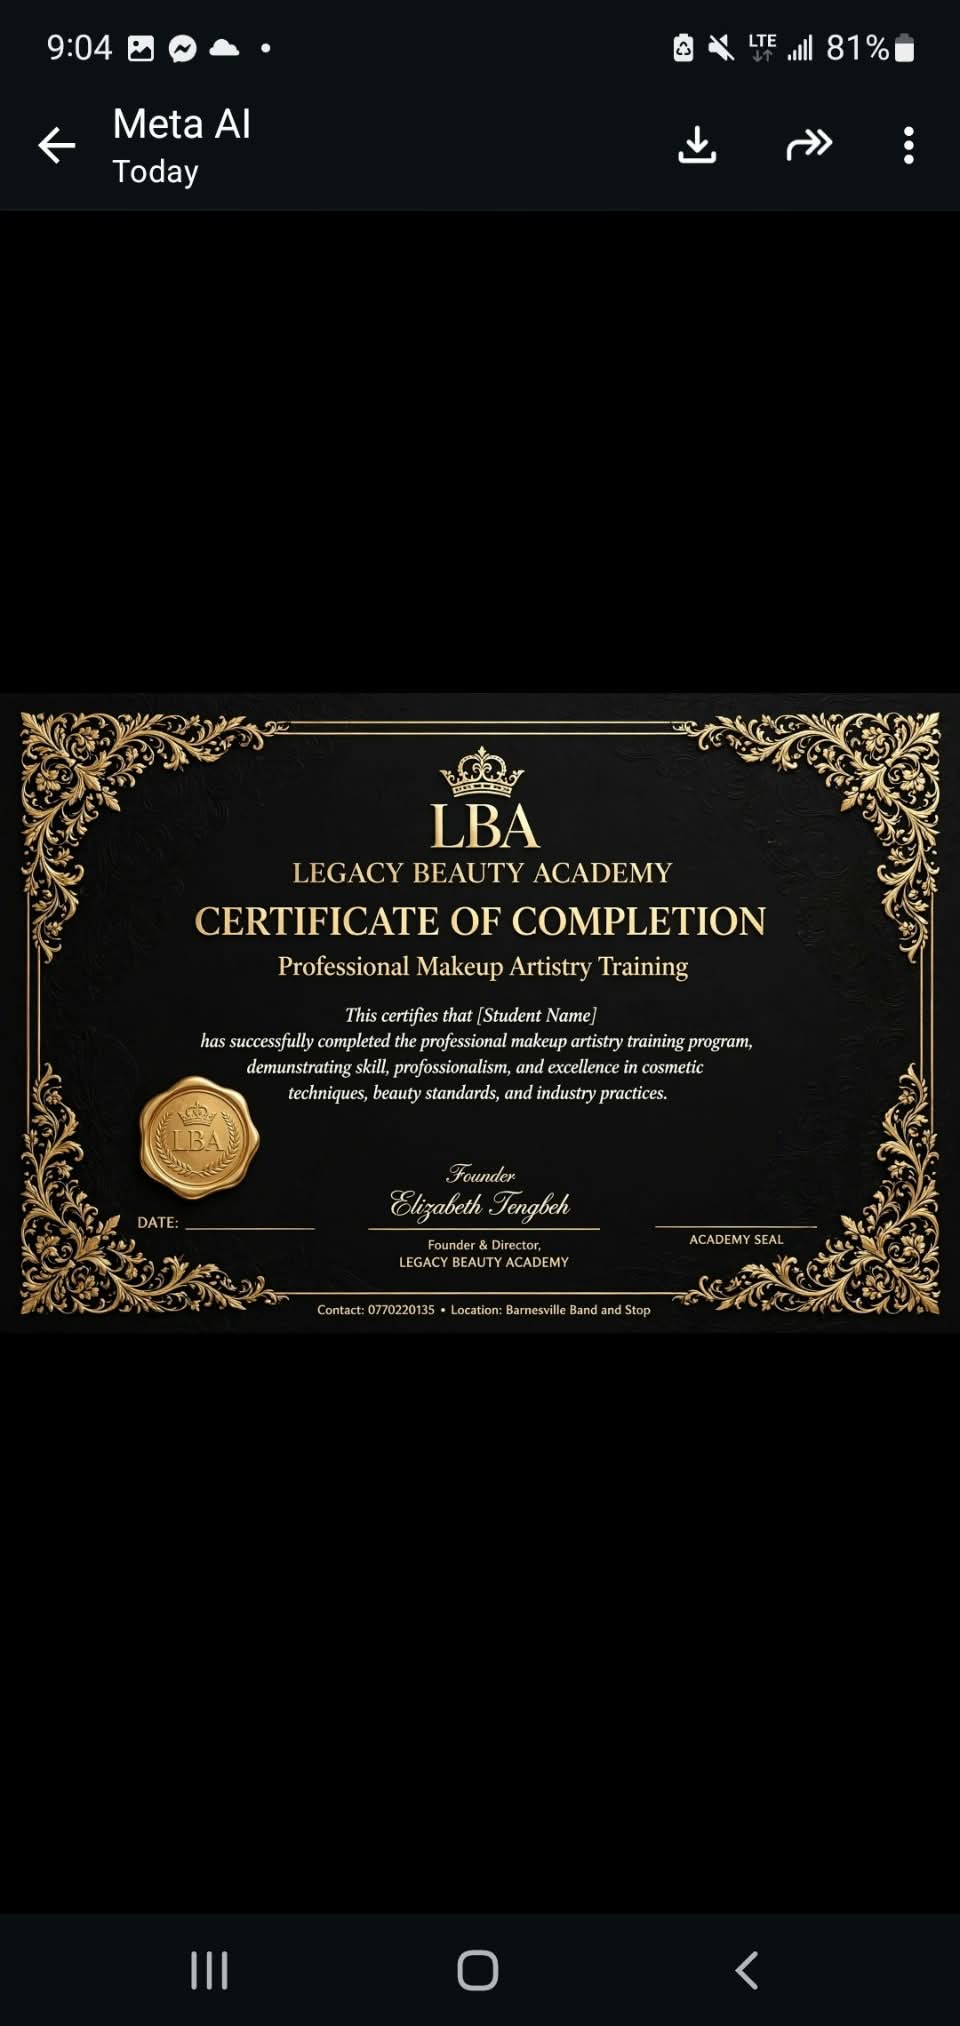 9:04
LTE
81%
Meta AI
Today
LBA
LEGACY BEAUTY ACADEMY
CERTIFICATE OF COMPLETION
Professional Makeup Artistry Training
This certifies that [Student Name]
has successfully completed the professional makeup artistry training program,
demunstrating skill, profossionalism, and excellence in cosmetic
techniques, beauty standards, and industry practices.
LBA
Founder
Elizabeth Tengbeh
DATE:
Founder & Director,
LEGACY BEAUTY ACADEMY
ACADEMY SEAL
Contact: 0770220135 • Location: Barnesville Band and Stop